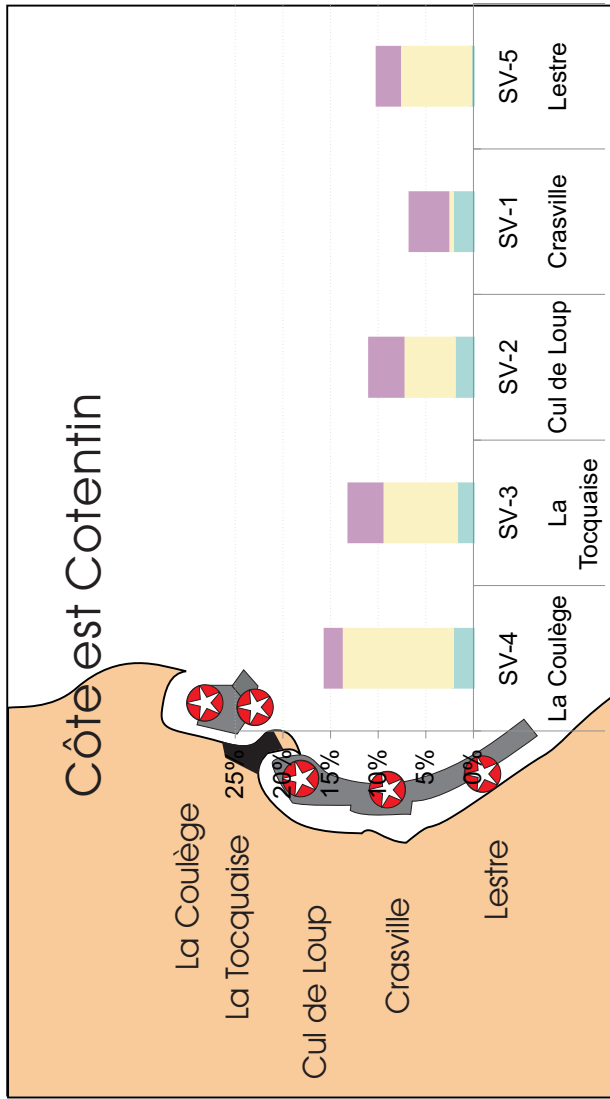 Côte est Cotentin
La Coulège
La Tocquaise
Cul de Loup
Crasville
Lestre
25%
20%
15%
10%
5%
0%
SV-4
SV-3
SV-2
SV-1
SV-5
La Coulège
La
Tocquaise
Cul de Loup
Crasville
Lestre